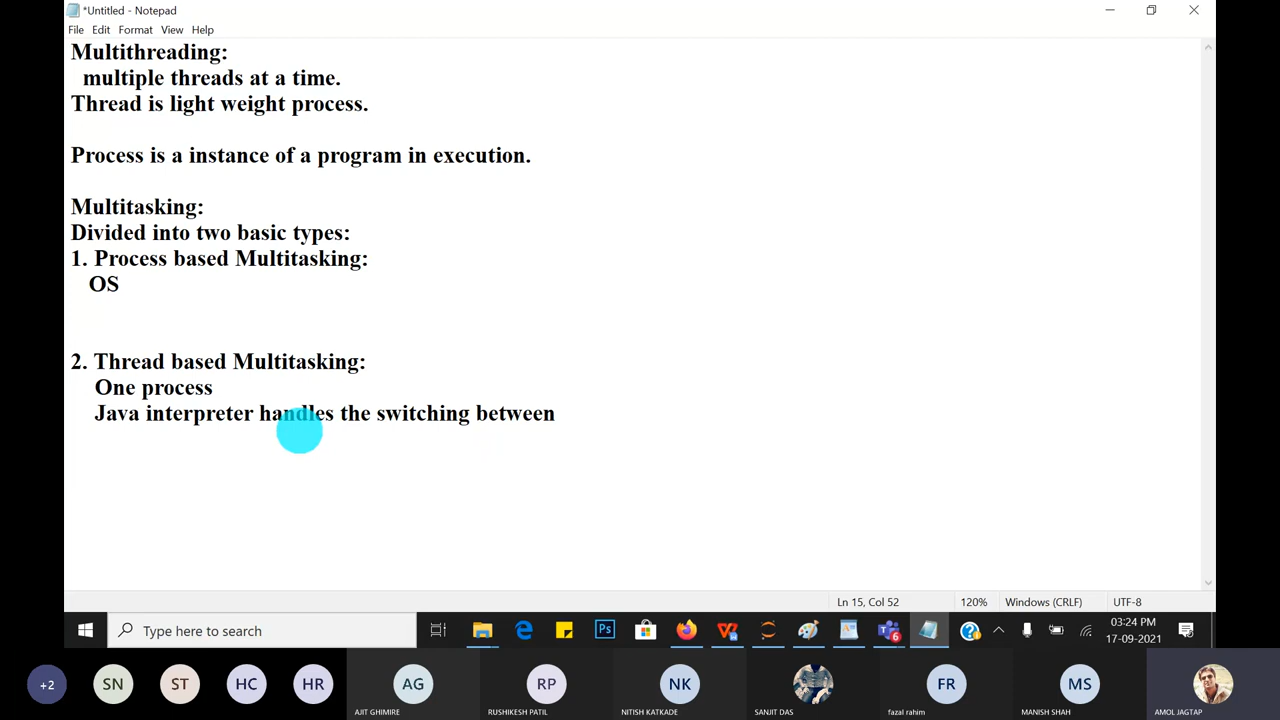 *Untitled - Notepad
File Edit Format View Help
Multithreading:
multiple threads at a time.
Thread is light weight process.
Process is a instance of a program in execution.
Multitasking:
Divided into two basic types:
1. Process based Multitasking:
OS
2. Thread based Multitasking:
One process
Java interpreter handles the switching between
Ln 15, Col 52 120% Windows (CRLF) UTF-8
Type here to search
Ps
6
03:24 PM
17-09-2021
+2 SN ST HC HR AG RP NK FR MS
AJIT GHIMIRE RUSHIKESH PATIL NITISH KATKADE SANJIT DAS fazal rahim MANISH SHAH AMOL JAGTAP